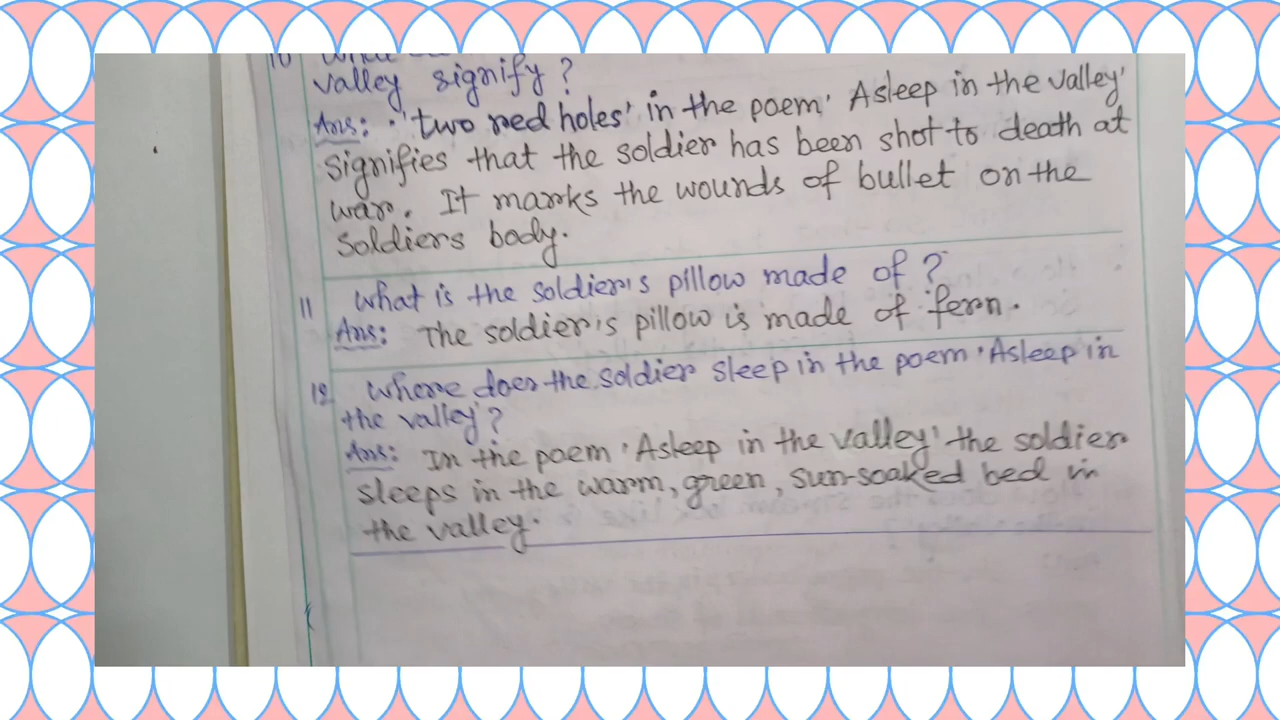 10
valley signify?
Ans: 'two red holes' in the poem 'Asleep in the valley'
signifies that the soldier has been shot to death at
war. It marks the wounds of bullet on the
soldiers body.
11 What is the soldier's pillow made of?
Ans: The soldier's pillow is made of fern.
12 Where does the soldier sleep in the poem 'Asleep in
the valley'?
Ans: In the poem 'Asleep in the valley' the soldier
sleeps in the warm, green, sun-soaked bed in
the valley.